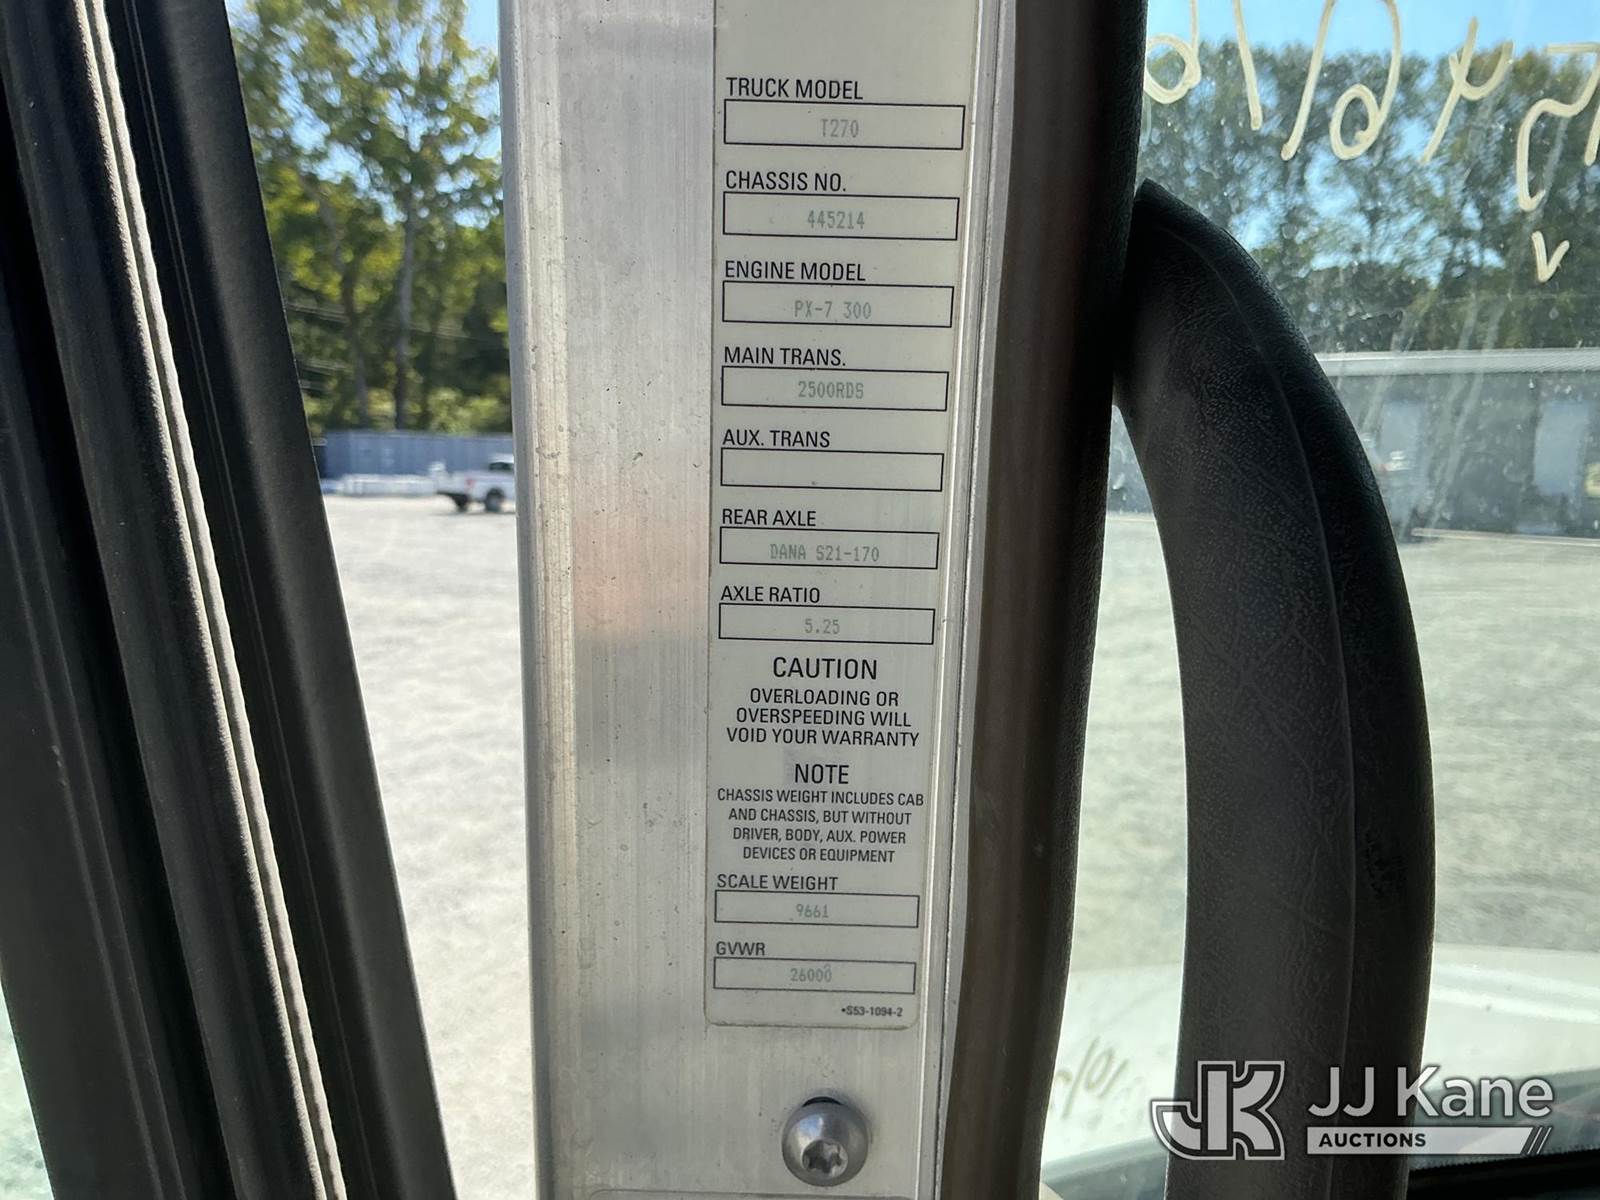 TRUCK MODEL
T270
CHASSIS NO.
445214
ENGINE MODEL
PX-7 300
MAIN TRANS.
2500RDS
AUX. TRANS
REAR AXLE
DANA S21-170
AXLE RATIO
5.25
CAUTION
OVERLOADING OR
OVERSPEEDING WILL
VOID YOUR WARRANTY
NOTE
CHASSIS WEIGHT INCLUDES CAB
AND CHASSIS, BUT WITHOUT
DRIVER, BODY, AUX. POWER
DEVICES OR EQUIPMENT
SCALE WEIGHT
9661
GVWR
26000
•S53-1094-2
JK
JJ Kane
AUCTIONS